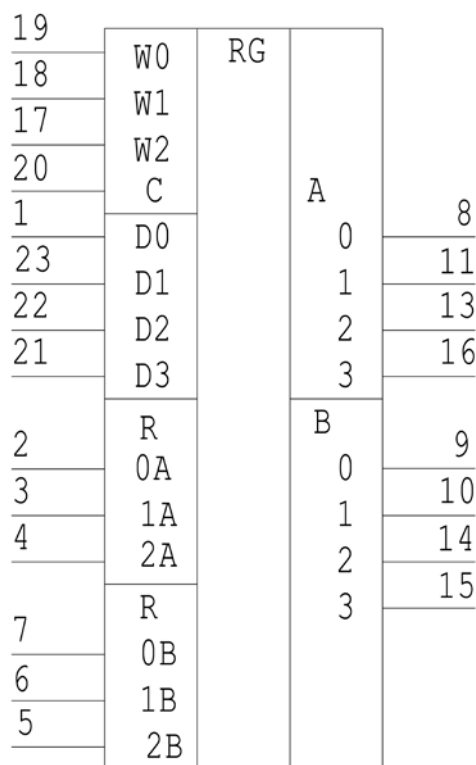 19 W0 RG
18 W1
17 W2
20 C A
1 D0 0 8
23 D1 1 11
22 D2 2 13
21 D3 3 16
R B
2 0A 0 9
3 1A 1 10
4 2A 2 14
R 3 15
7 0B
6 1B
5 2B